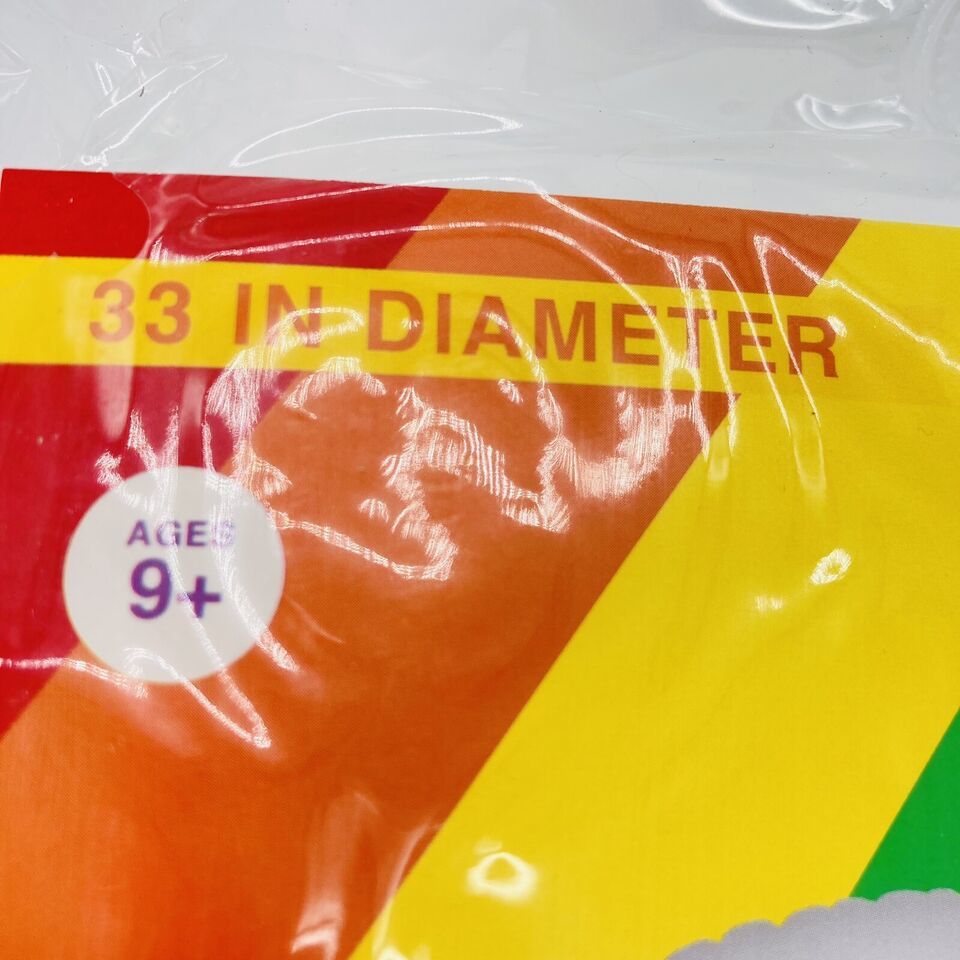 33 IN DIAMETER
AGES
9+